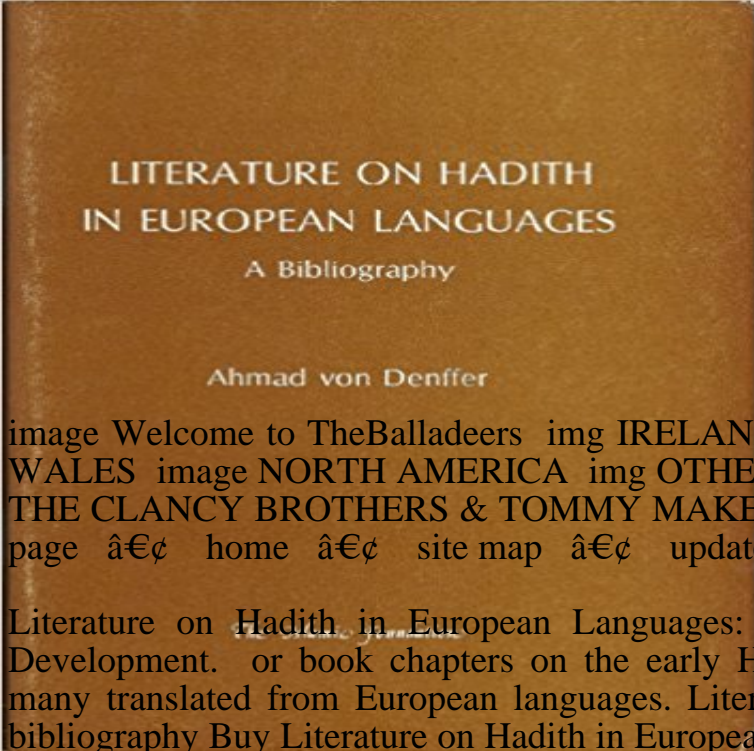 LITERATURE ON HADITH
IN EUROPEAN LANGUAGES
A Bibliography
Ahmad von Denffer
image Welcome to TheBalladeers img IRELAN
WALES image NORTH AMERICA img OTHE
THE CLANCY BROTHERS & TOMMY MAKE
page â€¢ home â€¢ site map â€¢ updat
The Islamic Foundation
Literature on Hadith in European Languages:
Development. or book chapters on the early H
many translated from European languages. Liter
bibliography Buy Literature on Hadith in Europea